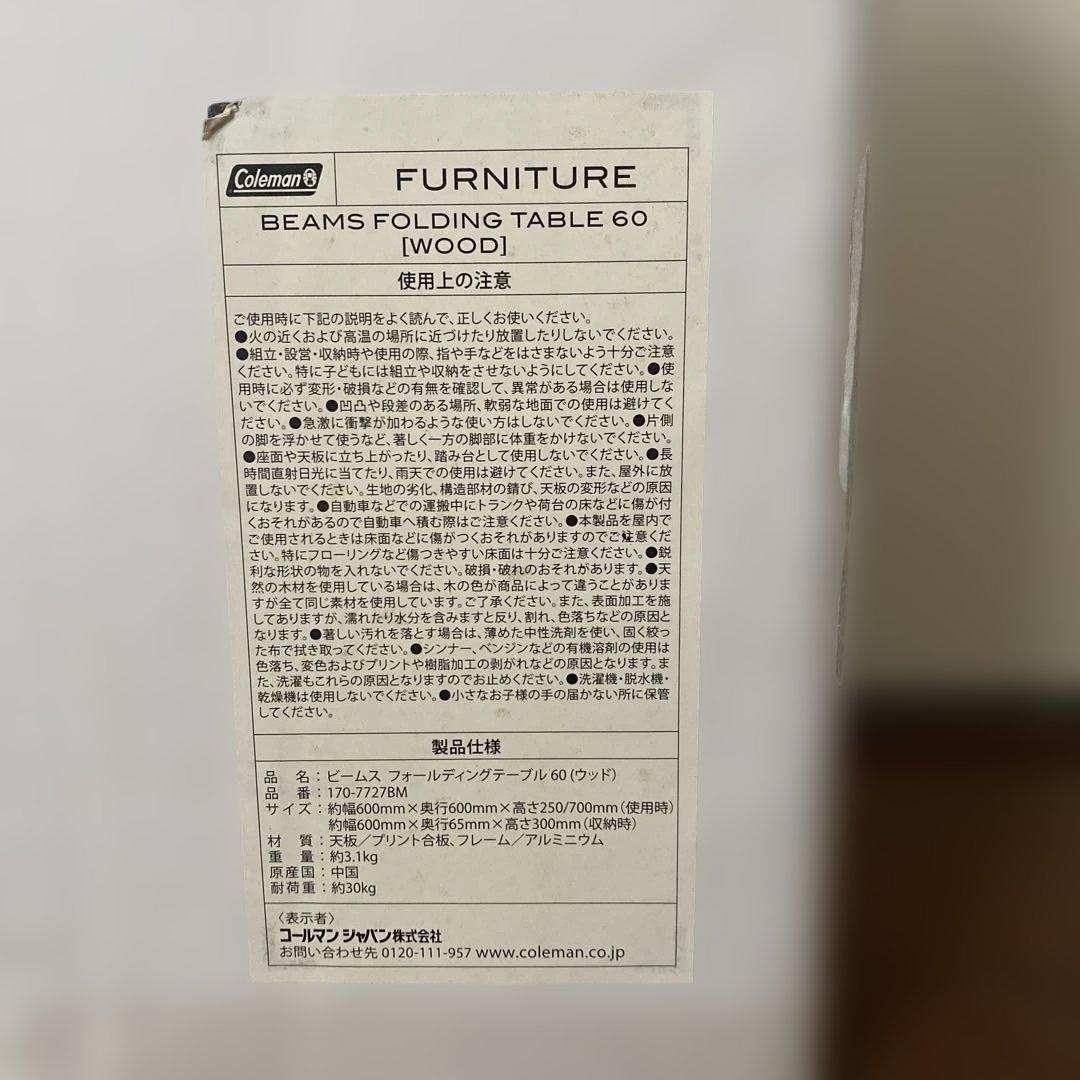 Coleman
FURNITURE
BEAMS FOLDING TABLE 60
[WOOD]
使用上の注意
ご使用時に下記の説明をよく読んで、正しくお使いください。
●火の近くおよび高温の場所に近づけたり放置したりしないでください。
●組立・設営・収納時や使用の際、指や手などをはさまないよう十分ご注意
ください。特に子どもには組立や収納をさせないようにしてください。●使
用時に必ず変形・破損などの有無を確認して、異常がある場合は使用しな
いでください。●凹凸や段差のある場所、軟弱な地面での使用は避けてく
ださい。●急激に衝撃が加わるような使い方はしないでください。●片側
の脚を浮かせて使うなど、著しく一方の脚部に体重をかけないでください。
●座面や天板に立ち上がったり、踏み台として使用しないでください。●長
時間直射日光に当てたり、雨天での使用は避けてください。また、屋外に放
置しないでください。生地の劣化、構造部材の錆び、天板の変形などの原因
になります。●自動車などでの運搬中にトランクや荷台の床などに傷が付
くおそれがあるので自動車へ積む際はご注意ください。●本製品を屋内で
ご使用されるときは床面などに傷がつくおそれがありますのでご注意くだ
さい。特にフローリングなど傷つきやすい床面は十分ご注意ください。●鋭
利な形状の物を入れないでください。破損・破れのおそれがあります。●天
然の木材を使用している場合は、木の色が商品によって違うことがありま
すが全て同じ素材を使用しています。ご了承ください。また、表面加工を施
してありますが、濡れたり水分を含みますと反り、割れ、色落ちなどの原因と
なります。●著しい汚れを落とす場合は、薄めた中性洗剤を使い、固く絞っ
た布で拭き取ってください。●シンナー、ベンジンなどの有機溶剤の使用は
色落ち、変色およびプリントや樹脂加工の剥がれなどの原因となります。ま
た、洗濯もこれらの原因となりますのでお止めください。●洗濯機・脱水機・
乾燥機は使用しないでください。●小さなお子様の手の届かない所に保管
してください。
製品仕様
品 名：ビームス フォールディングテーブル 60 (ウッド)
品 番：170-7727BM
サイズ：約幅600mm×奥行600mm×高さ250/700mm（使用時）
約幅600mm×奥行65mm×高さ300mm（収納時）
材 質：天板／プリント合板、フレーム／アルミニウム
重 量：約3.1kg
原産国：中国
耐荷重：約30kg
〈表示者〉
コールマン ジャパン株式会社
お問い合わせ先 0120-111-957 www.coleman.co.jp